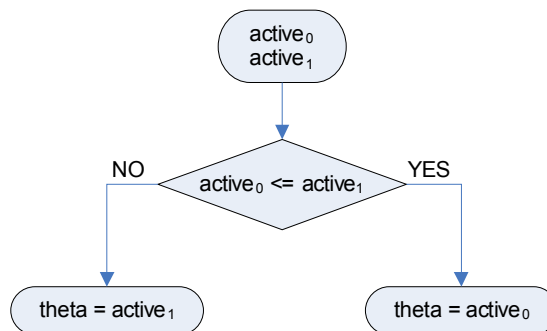 active₀
active₁
active₀ <= active₁
NO
YES
theta = active₁
theta = active₀